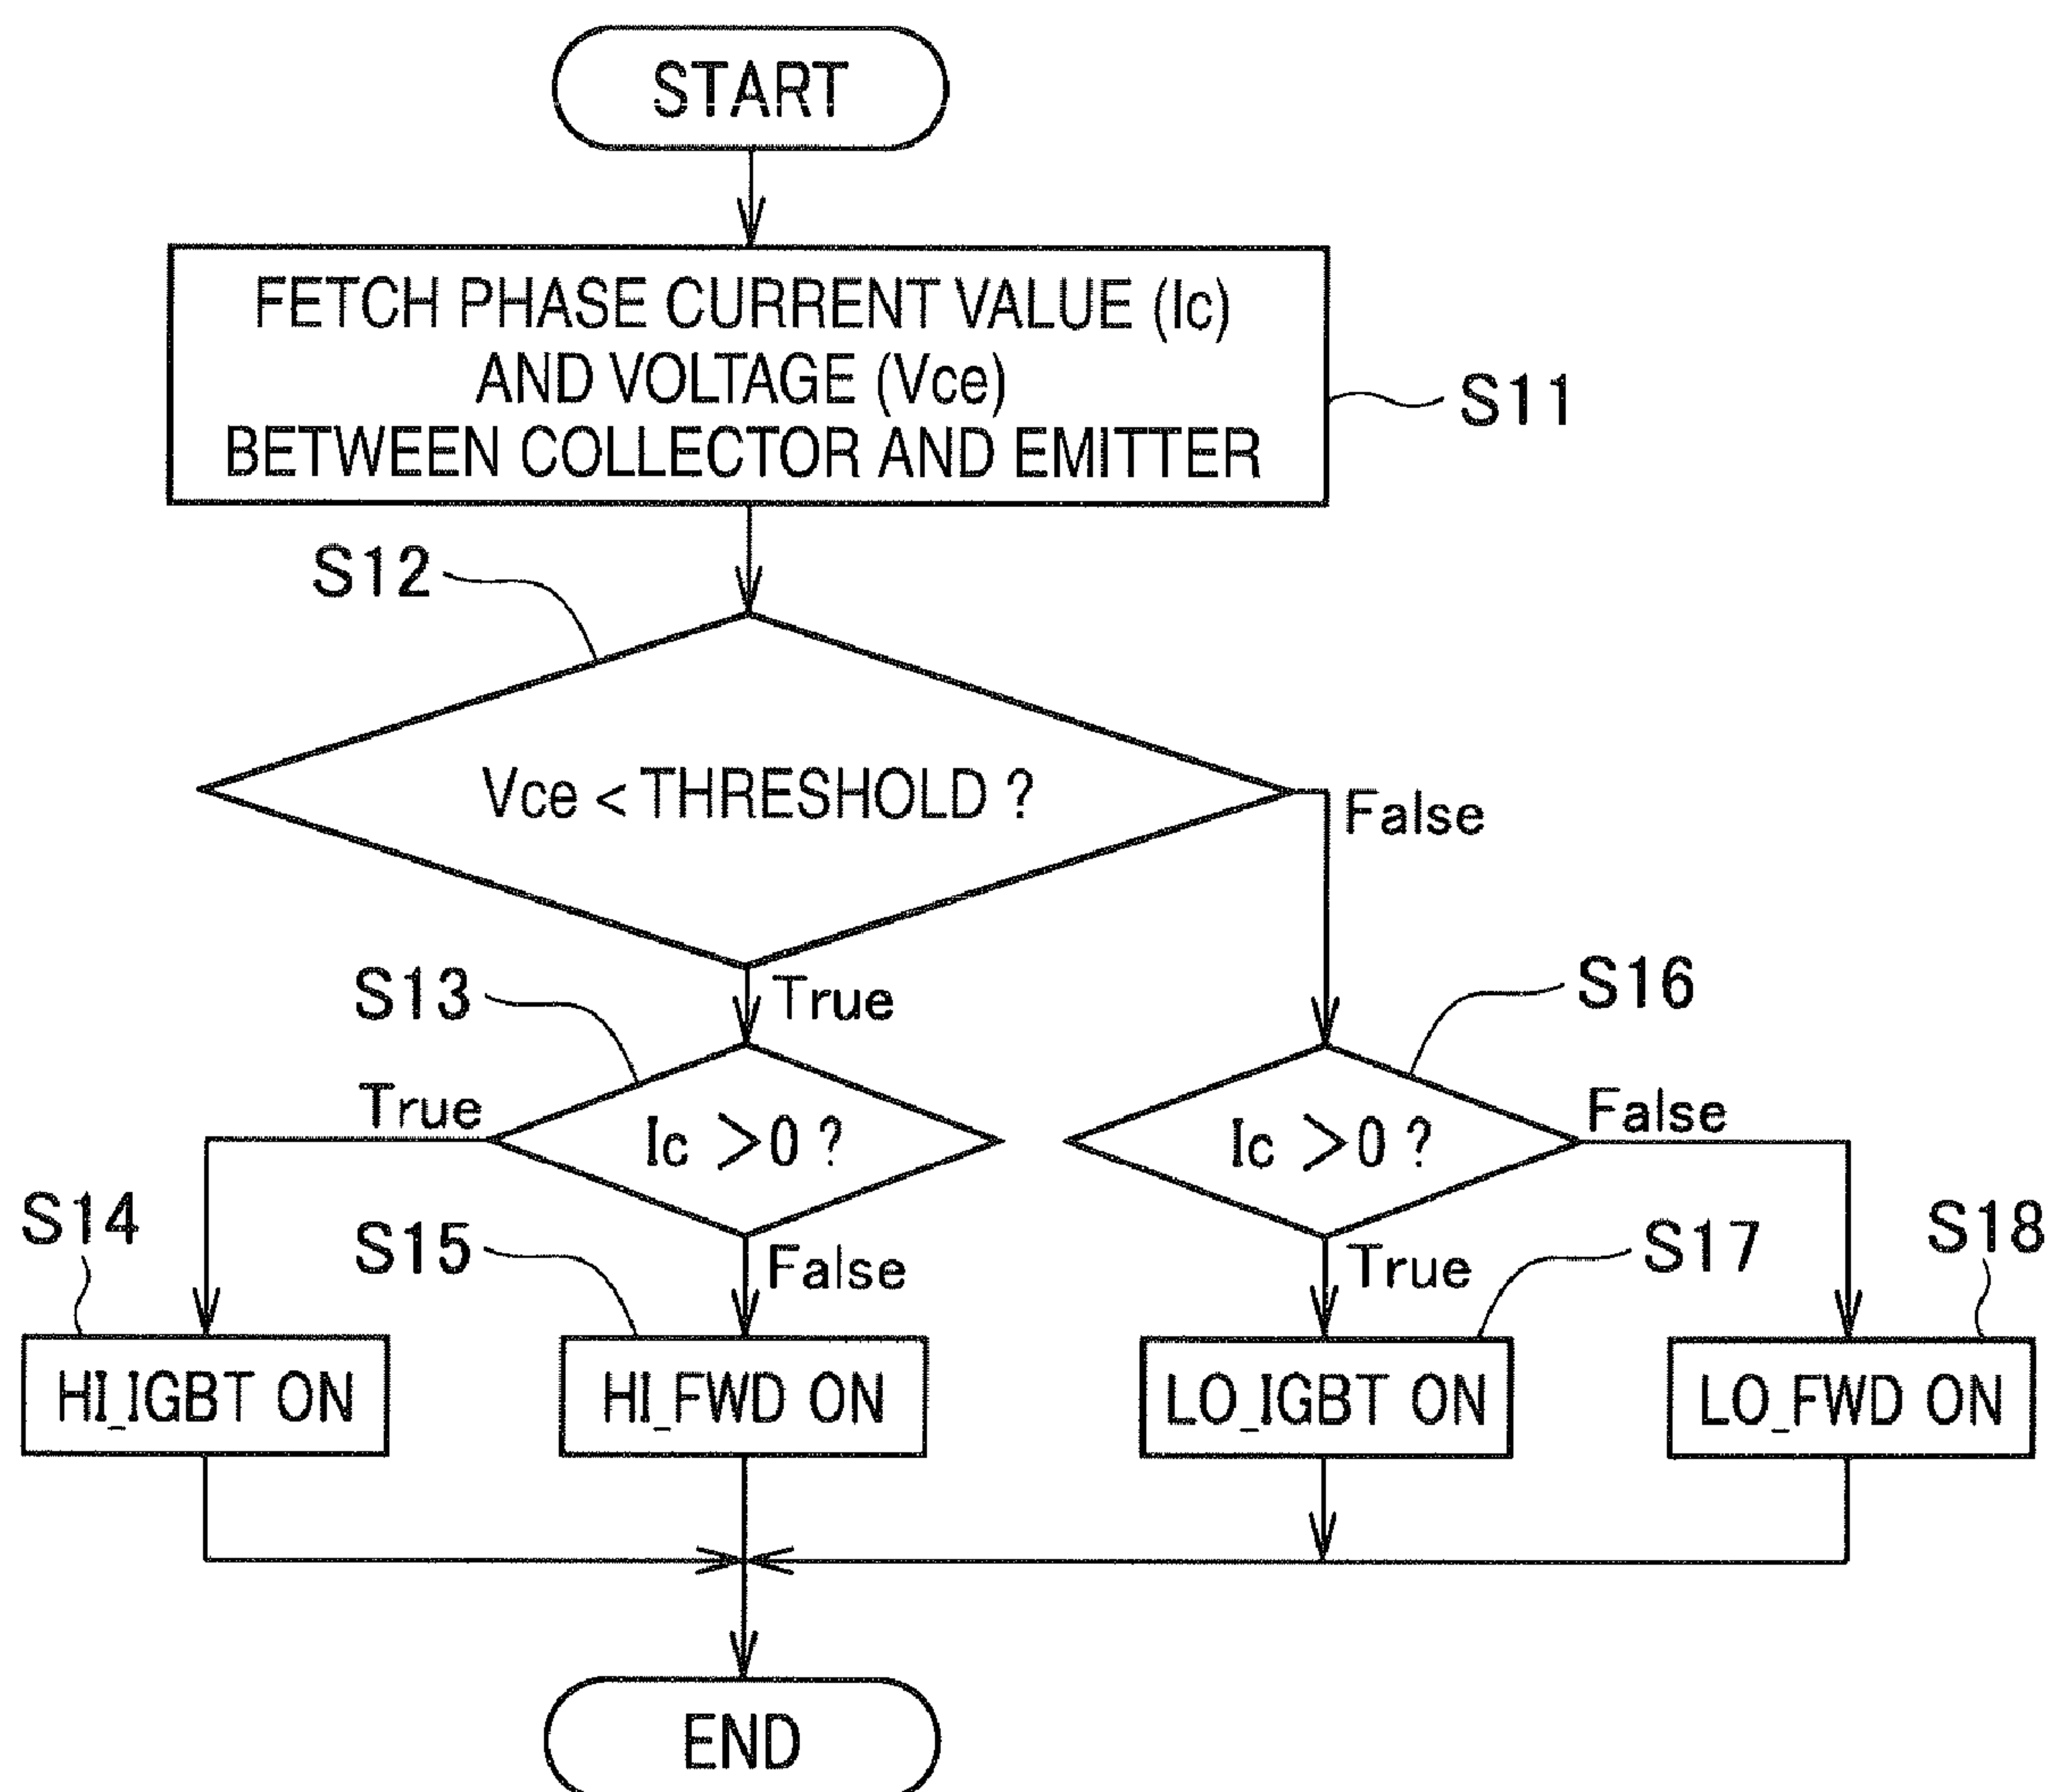 START
FETCH PHASE CURRENT VALUE (Ic)
AND VOLTAGE (Vce)
BETWEEN COLLECTOR AND EMITTER
S11
S12
Vce < THRESHOLD ?
False
True
S13
S16
True
Ic >0 ?
Ic >0 ?
False
S14
S15
False
True
S17
S18
HI_IGBT ON
HI_FWD ON
LO_IGBT ON
LO_FWD ON
END